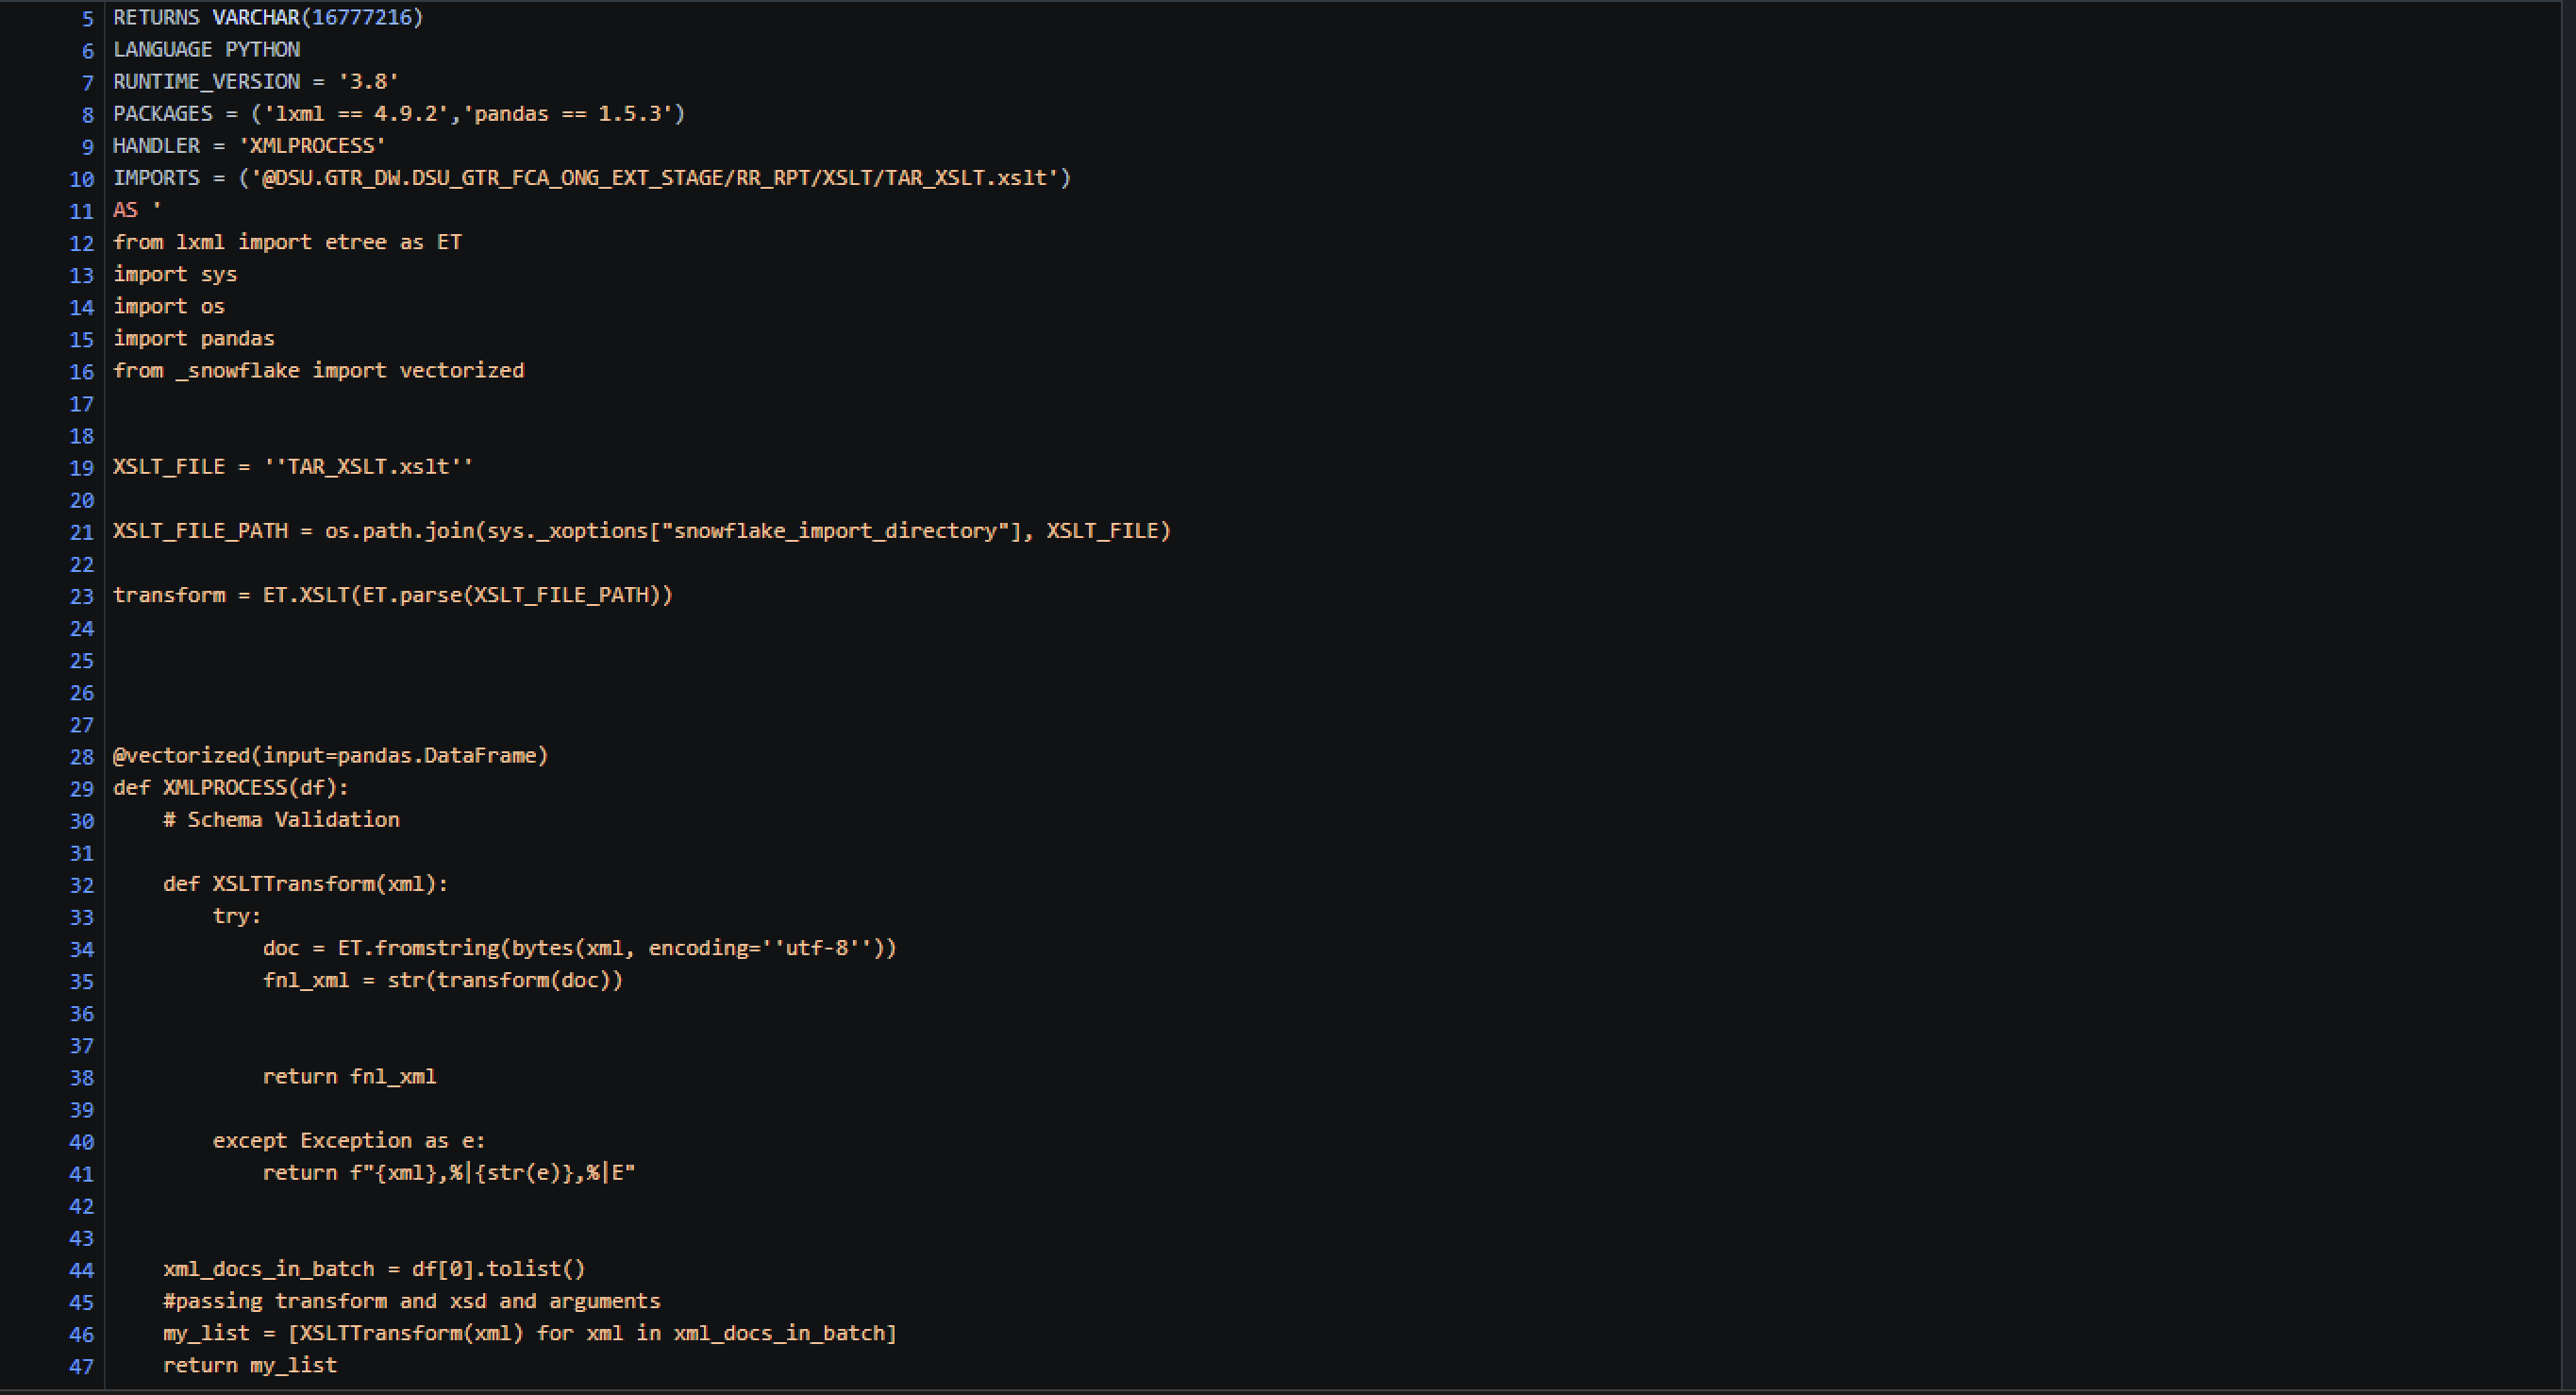 5 RETURNS VARCHAR(16777216)
6 LANGUAGE PYTHON
7 RUNTIME_VERSION = '3.8'
8 PACKAGES = ('lxml == 4.9.2','pandas == 1.5.3')
9 HANDLER = 'XMLPROCESS'
10 IMPORTS = ('@DSU.GTR_DW.DSU_GTR_FCA_ONG_EXT_STAGE/RR_RPT/XSLT/TAR_XSLT.xslt')
11 AS '
12 from lxml import etree as ET
13 import sys
14 import os
15 import pandas
16 from _snowflake import vectorized
17
18
19 XSLT_FILE = ''TAR_XSLT.xslt''
20
21 XSLT_FILE_PATH = os.path.join(sys._xoptions["snowflake_import_directory"], XSLT_FILE)
22
23 transform = ET.XSLT(ET.parse(XSLT_FILE_PATH))
24
25
26
27
28 @vectorized(input=pandas.DataFrame)
29 def XMLPROCESS(df):
30     # Schema Validation
31
32     def XSLTTransform(xml):
33         try:
34             doc = ET.fromstring(bytes(xml, encoding=''utf-8''))
35             fnl_xml = str(transform(doc))
36
37
38             return fnl_xml
39
40         except Exception as e:
41             return f"{xml},%|{str(e)},%|E"
42
43
44     xml_docs_in_batch = df[0].tolist()
45     #passing transform and xsd and arguments
46     my_list = [XSLTTransform(xml) for xml in xml_docs_in_batch]
47     return my_list